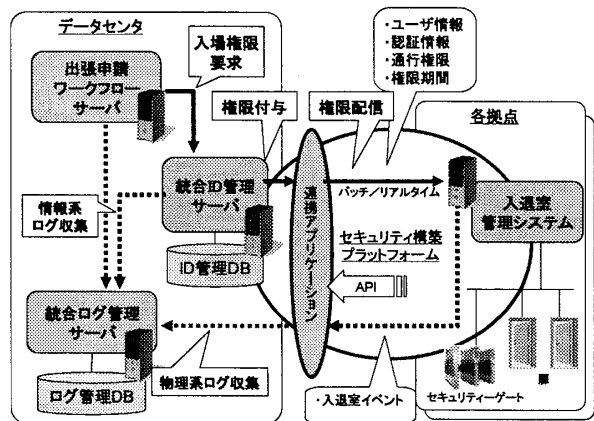 データセンタ
出張申請
ワークフロー
サーバ
入場権限
要求
・ユーザ情報
・認証情報
・通行権限
・権限期間
権限付与
権限配信
各拠点
統合ID管理
サーバ
ID管理DB
情報系
ログ収集
連携アプリケーション
バッチ／リアルタイム
入退室
管理システム
セキュリティ構築
プラットフォーム
API
統合ログ管理
サーバ
ログ管理DB
物理系ログ収集
・入退室イベント
セキュリティーゲート
扉